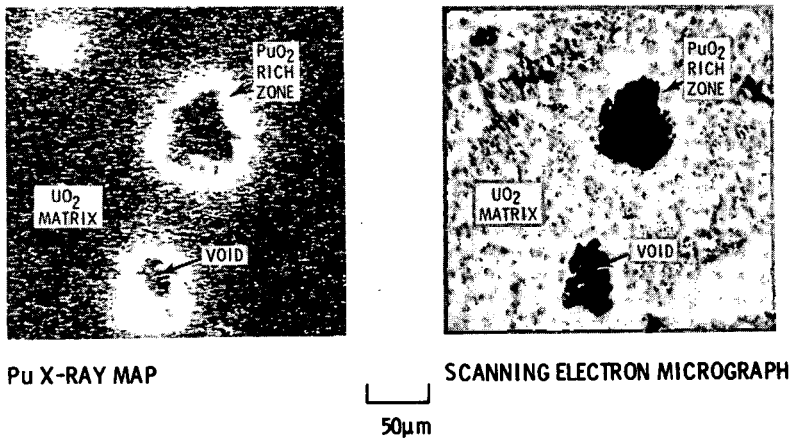 PuO2
RICH
ZONE
UO2
MATRIX
VOID
Pu X-RAY MAP
PuO2
RICH
ZONE
UO2
MATRIX
VOID
SCANNING ELECTRON MICROGRAPH
50μm